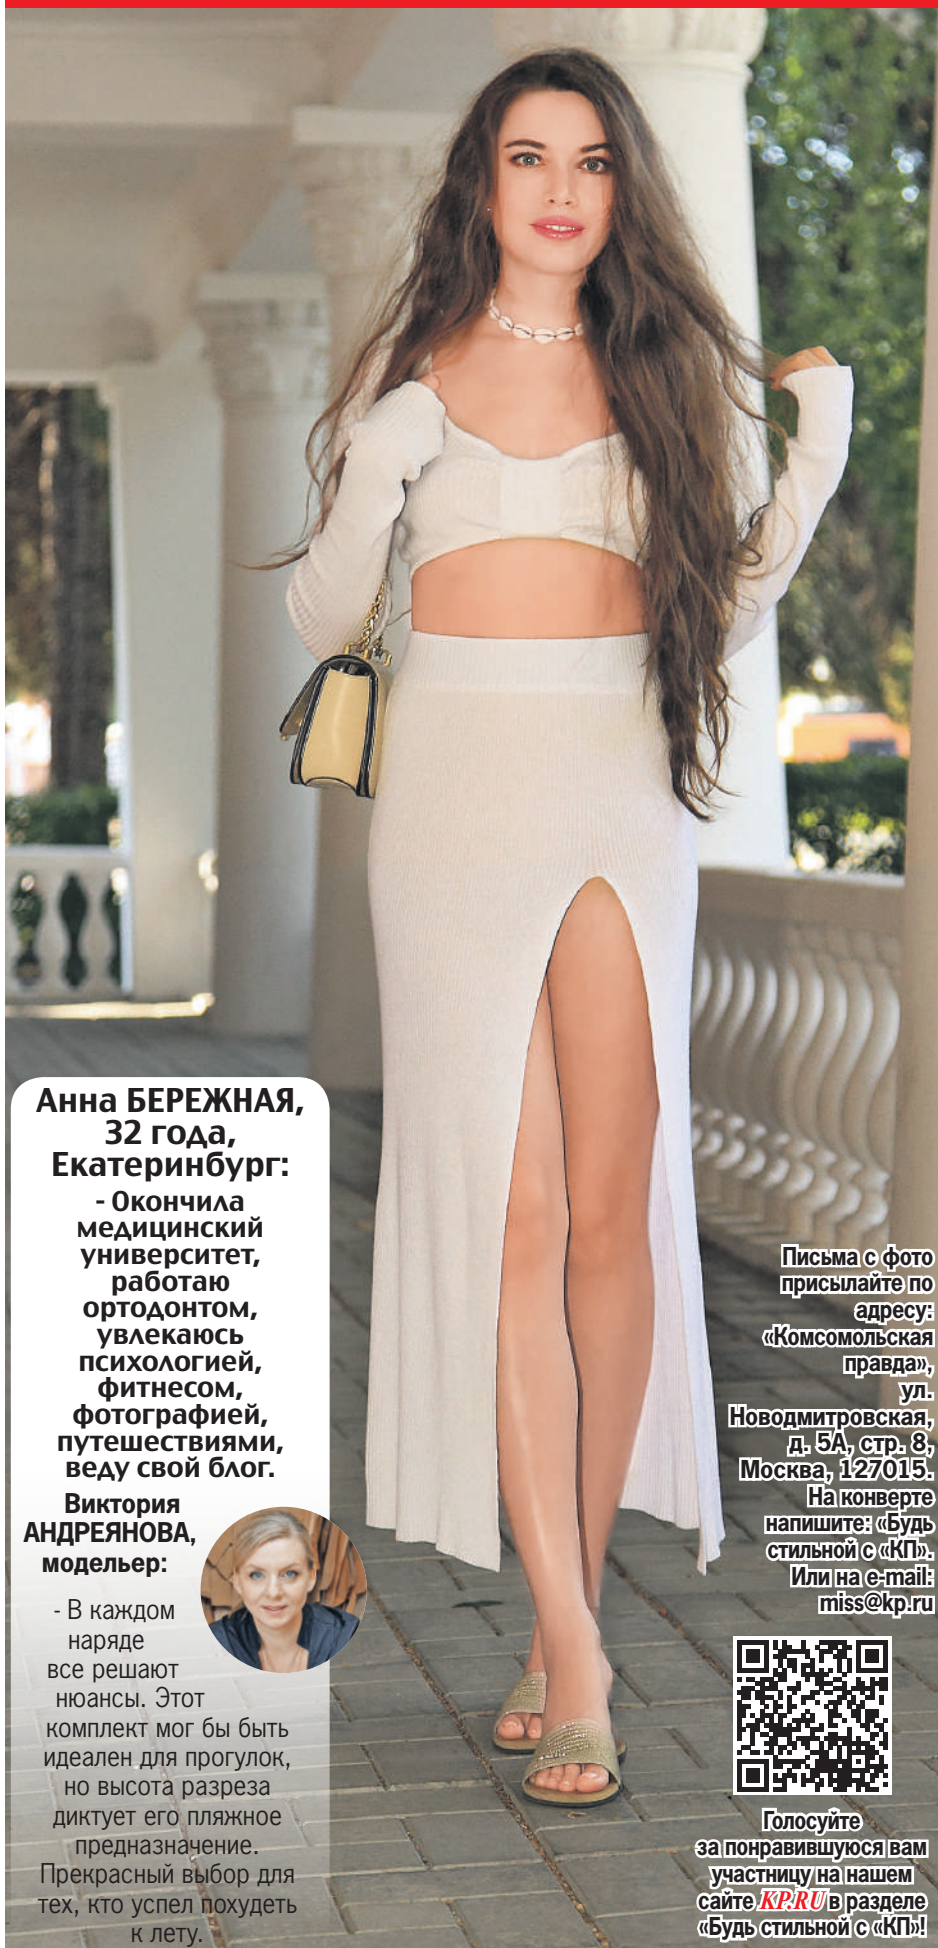 Анна БЕРЕЖНАЯ,
32 года,
Екатеринбург:
- Окончила
медицинский
университет,
работаю
ортодонтом,
увлекаюсь
психологией,
фитнесом,
фотографией,
путешествиями,
веду свой блог.
Виктория
АНДРЕЯНОВА,
модельер:
- В каждом
наряде
все решают
нюансы. Этот
комплект мог бы быть
идеален для прогулок,
но высота разреза
диктует его пляжное
предназначение.
Прекрасный выбор для
тех, кто успел похудеть
к лету.
Письма с фото
присылайте по
адресу:
«Комсомольская
правда»,
ул.
Новодмитровская,
д. 5А, стр. 8,
Москва, 127015.
На конверте
напишите: «Будь
стильной с «КП».
Или на e-mail:
miss@kp.ru
Голосуйте
за понравившуюся вам
участницу на нашем
сайте KP.RU в разделе
«Будь стильной с «КП»!